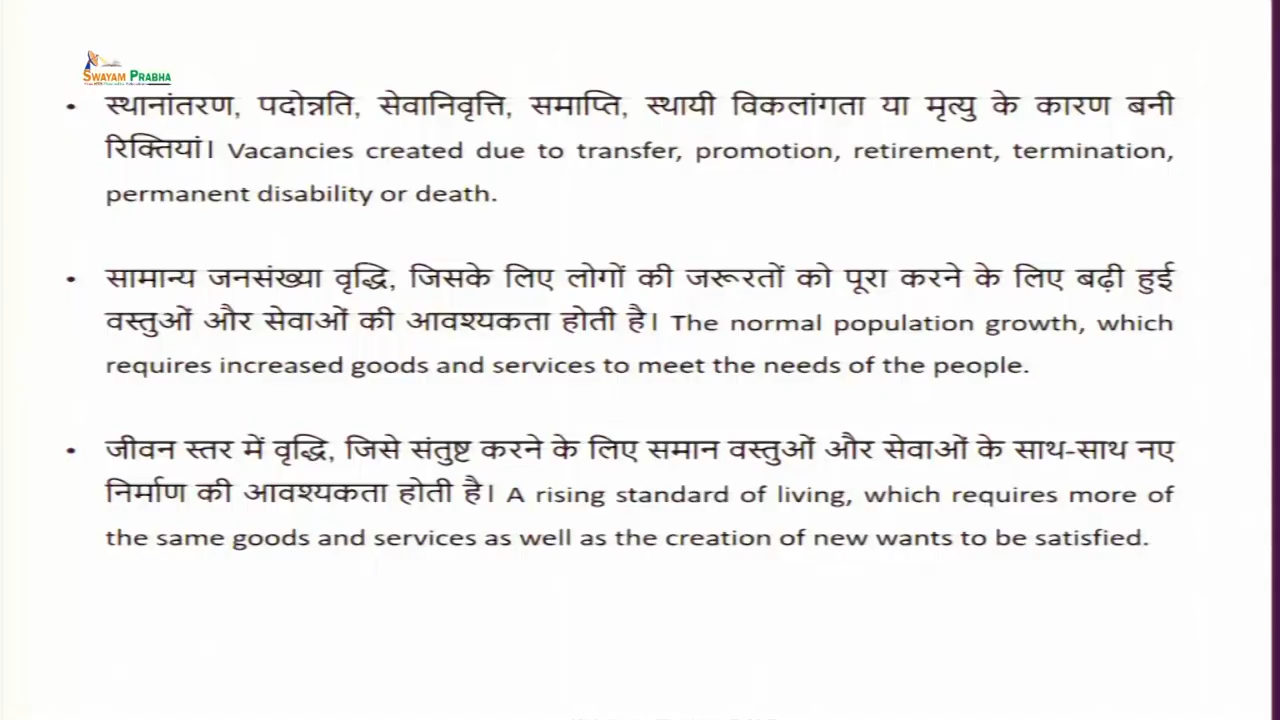 SWAYAM PRABHA
• स्थानांतरण, पदोन्नति, सेवानिवृत्ति, समाप्ति, स्थायी विकलांगता या मृत्यु के कारण बनी
रिक्तियां। Vacancies created due to transfer, promotion, retirement, termination,
permanent disability or death.
• सामान्य जनसंख्या वृद्धि, जिसके लिए लोगों की जरूरतों को पूरा करने के लिए बढ़ी हुई
वस्तुओं और सेवाओं की आवश्यकता होती है। The normal population growth, which
requires increased goods and services to meet the needs of the people.
• जीवन स्तर में वृद्धि, जिसे संतुष्ट करने के लिए समान वस्तुओं और सेवाओं के साथ-साथ नए
निर्माण की आवश्यकता होती है। A rising standard of living, which requires more of
the same goods and services as well as the creation of new wants to be satisfied.